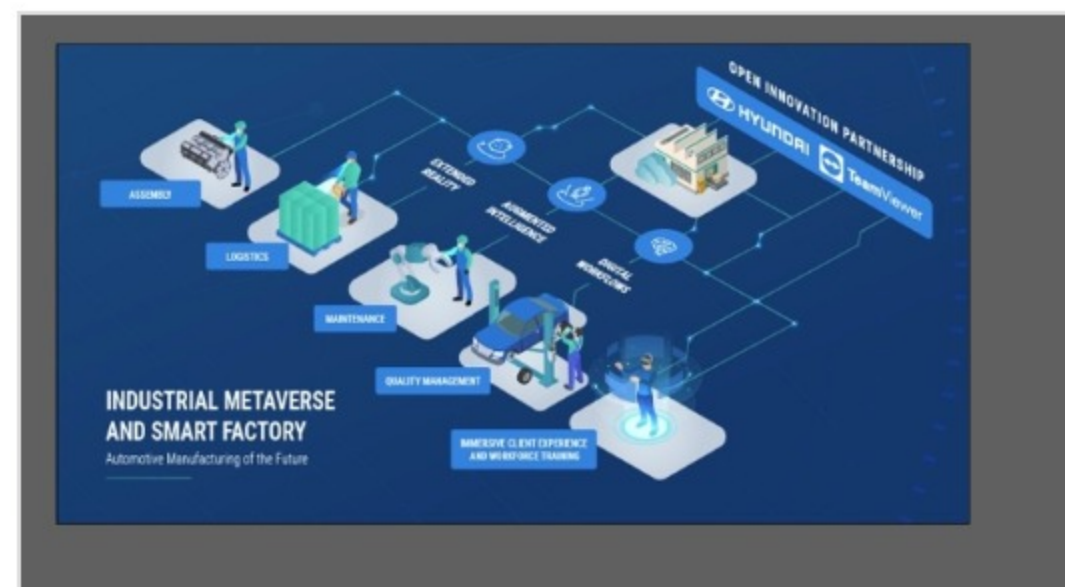 OPEN INNOVATION PARTNERSHIP
HYUNDAI
TeamViewer
ASSEMBLY
EXTENDED
REALITY
LOGISTICS
AUGMENTED
INTELLIGENCE
DIGITAL
WORKFLOWS
MAINTENANCE
QUALITY MANAGEMENT
INDUSTRIAL METAVERSE
AND SMART FACTORY
Automotive Manufacturing of the Future
IMMERSIVE CLIENT EXPERIENCE
AND WORKFORCE TRAINING